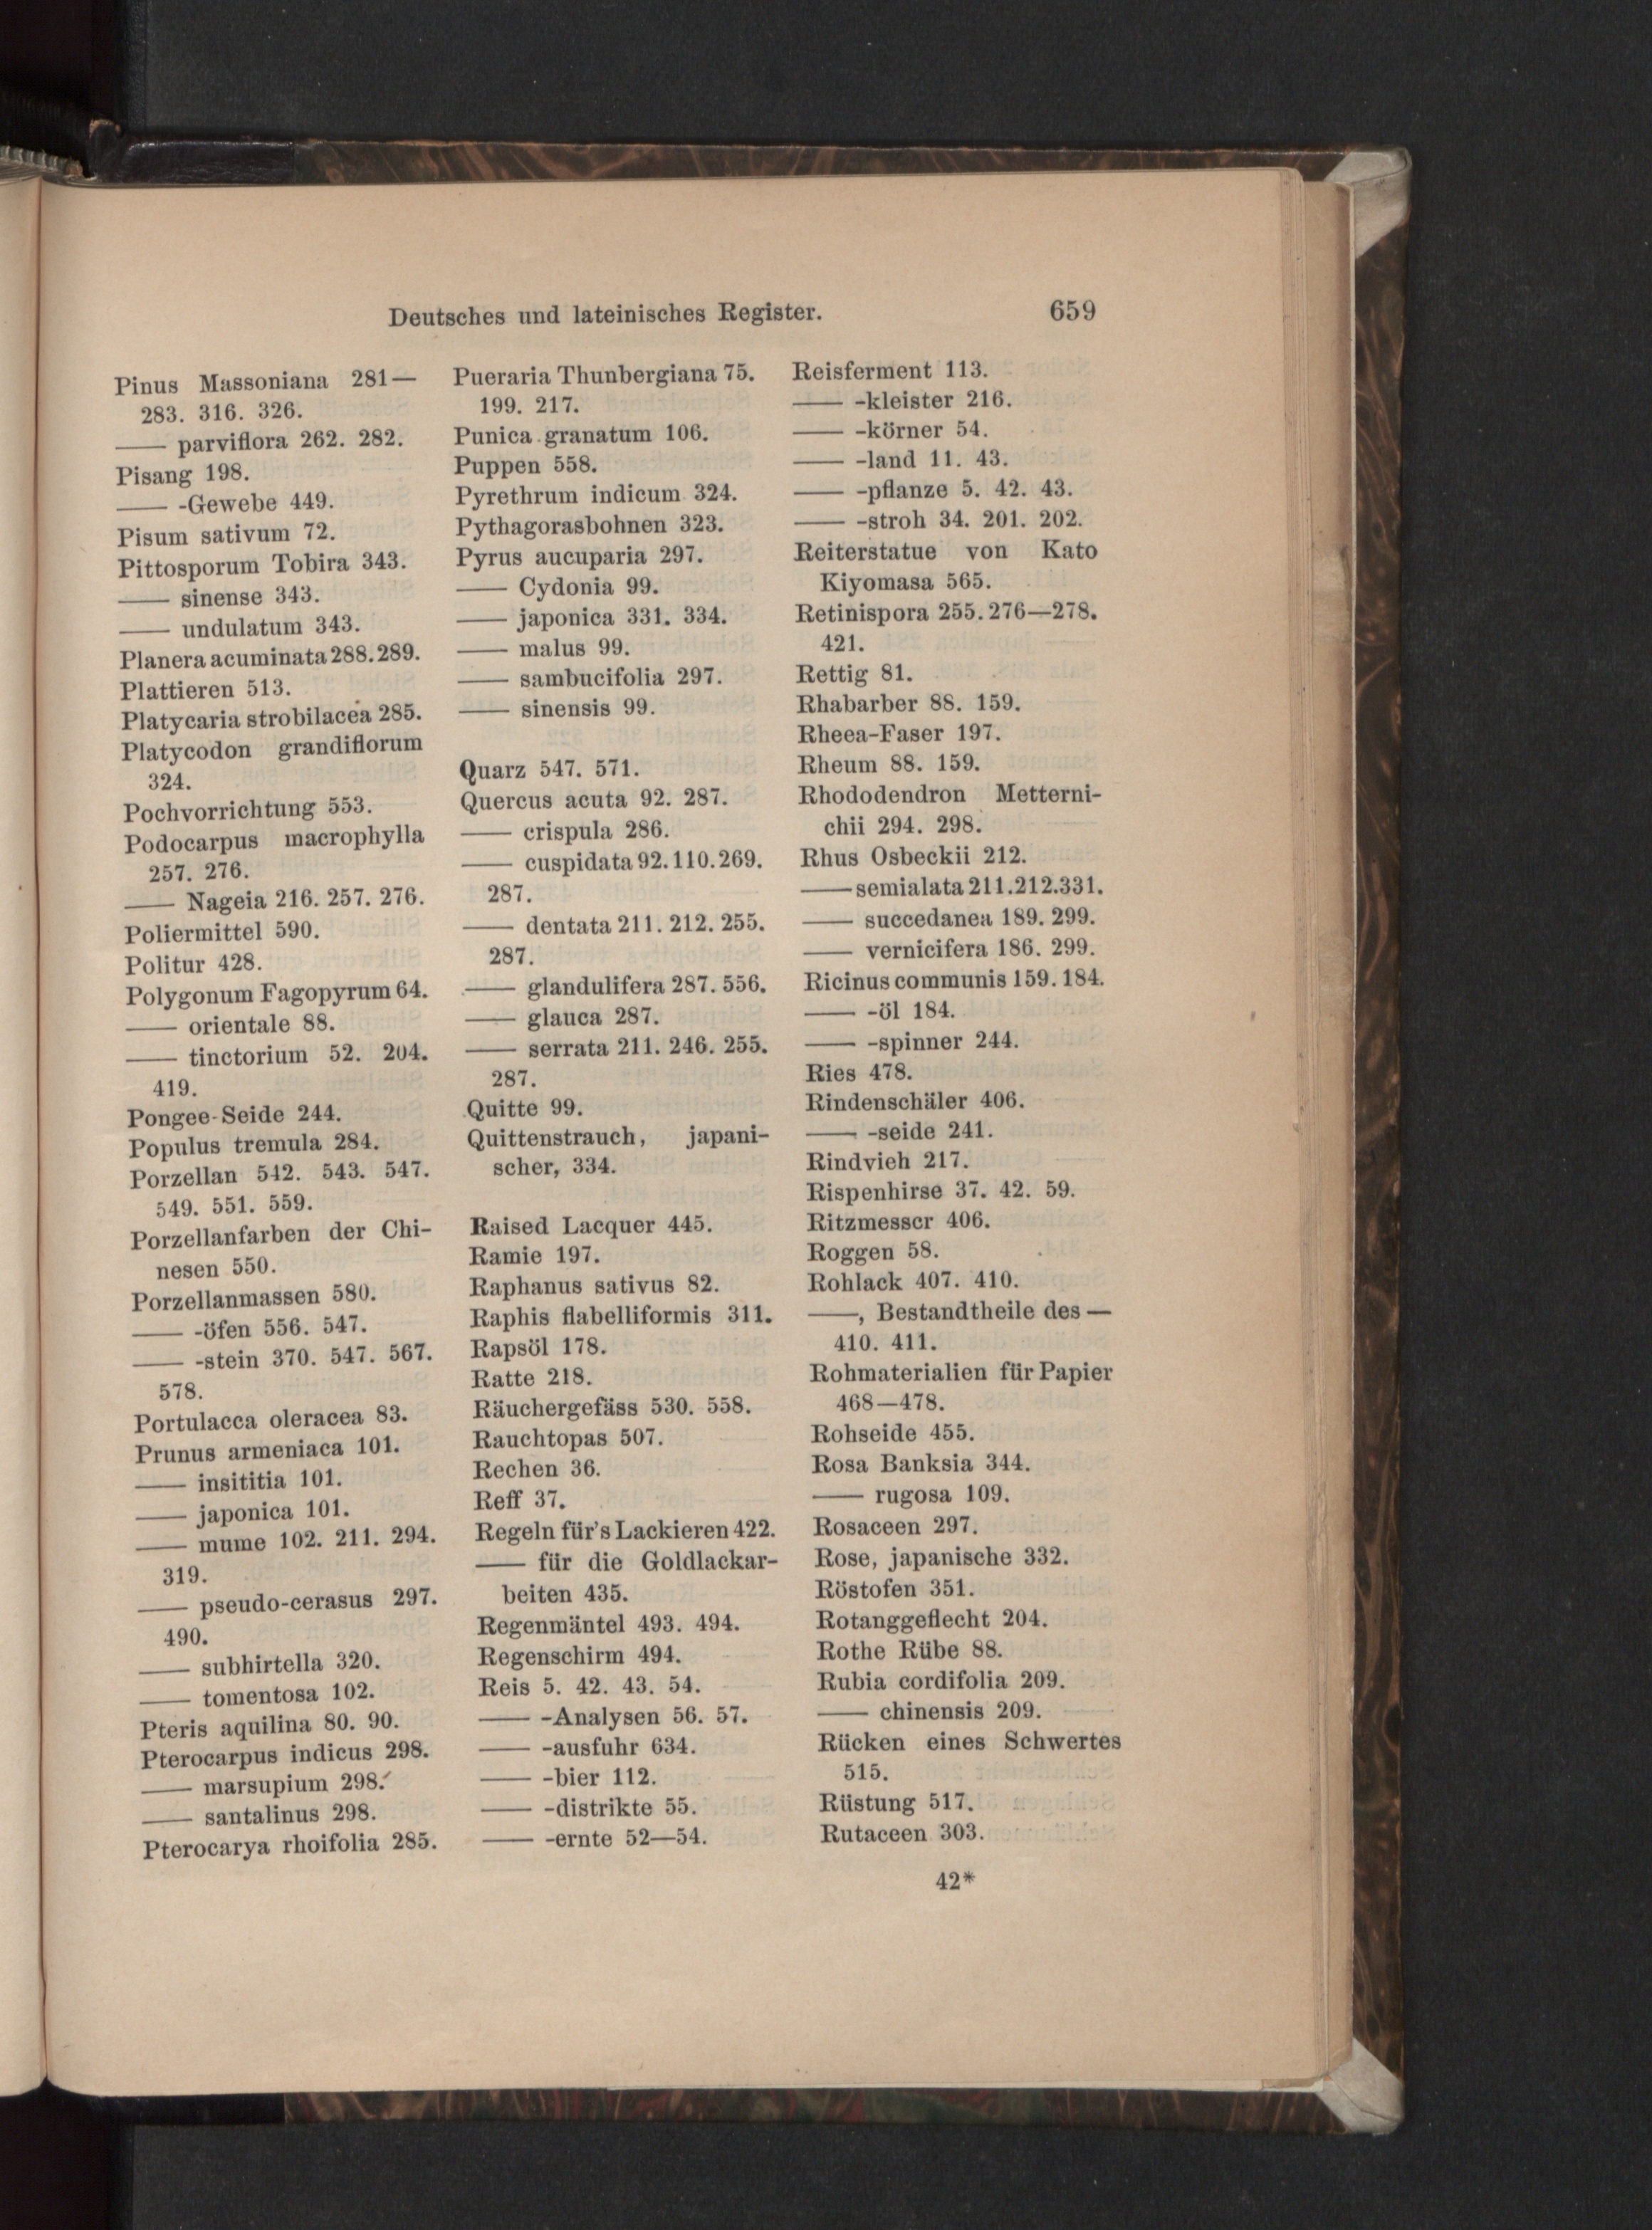 Deutsches und lateinisches Register. 659
Pinus Massoniana 281—
283. 316. 326.
—— parviflora 262. 282.
Pisang 198.
—— -Gewebe 449.
Pisum sativum 72.
Pittosporum Tobira 343.
—— sinense 343.
—— undulatum 343.
Planera acuminata 288. 289.
Plattieren 513.
Platycaria strobilacea 285.
Platycodon grandiflorum
324.
Pochvorrichtung 553.
Podocarpus macrophylla
257. 276.
—— Nageia 216. 257. 276.
Poliermittel 590.
Politur 428.
Polygonum Fagopyrum 64.
—— orientale 88.
—— tinctorium 52. 204.
419.
Pongee-Seide 244.
Populus tremula 284.
Porzellan 542. 543. 547.
549. 551. 559.
Porzellanfarben der Chi-
nesen 550.
Porzellanmassen 580.
—— -öfen 556. 547.
—— -stein 370. 547. 567.
578.
Portulacca oleracea 83.
Prunus armeniaca 101.
—— insititia 101.
—— japonica 101.
—— mume 102. 211. 294.
319.
—— pseudo-cerasus 297.
490.
—— subhirtella 320.
—— tomentosa 102.
Pteris aquilina 80. 90.
Pterocarpus indicus 298.
—— marsupium 298.
—— santalinus 298.
Pterocarya rhoifolia 285.
Pueraria Thunbergiana 75.
199. 217.
Punica granatum 106.
Puppen 558.
Pyrethrum indicum 324.
Pythagorasbohnen 323.
Pyrus aucuparia 297.
—— Cydonia 99.
—— japonica 331. 334.
—— malus 99.
—— sambucifolia 297.
—— sinensis 99.
Quarz 547. 571.
Quercus acuta 92. 287.
—— crispula 286.
—— cuspidata 92. 110. 269.
287.
—— dentata 211. 212. 255.
287.
—— glandulifera 287. 556.
—— glauca 287.
—— serrata 211. 246. 255.
287.
Quitte 99.
Quittenstrauch, japani-
scher, 334.
Raised Lacquer 445.
Ramie 197.
Raphanus sativus 82.
Raphis flabelliformis 311.
Rapsöl 178.
Ratte 218.
Räuchergefäss 530. 558.
Rauchtopas 507.
Rechen 36.
Reff 37.
Regeln für's Lackieren 422.
—— für die Goldlackar-
beiten 435.
Regenmäntel 493. 494.
Regenschirm 494.
Reis 5. 42. 43. 54.
—— -Analysen 56. 57.
—— -ausfuhr 634.
—— -bier 112.
—— -distrikte 55.
—— -ernte 52—54.
Reisferment 113.
—— -kleister 216.
—— -körner 54.
—— -land 11. 43.
—— -pflanze 5. 42. 43.
—— -stroh 34. 201. 202.
Reiterstatue von Kato
Kiyomasa 565.
Retinispora 255. 276—278.
421.
Rettig 81.
Rhabarber 88. 159.
Rheea-Faser 197.
Rheum 88. 159.
Rhododendron Metterni-
chii 294. 298.
Rhus Osbeckii 212.
—— semialata 211. 212. 331.
—— succedanea 189. 299.
—— vernicifera 186. 299.
Ricinus communis 159. 184.
—— -öl 184.
—— -spinner 244.
Ries 478.
Rindenschäler 406.
—— -seide 241.
Rindvieh 217.
Rispenhirse 37. 42. 59.
Ritzmesser 406.
Roggen 58.
Rohlack 407. 410.
——, Bestandtheile des —
410. 411.
Rohmaterialien für Papier
468—478.
Rohseide 455.
Rosa Banksia 344.
—— rugosa 109.
Rosaceen 297.
Rose, japanische 332.
Röstofen 351.
Rotanggeflecht 204.
Rothe Rübe 88.
Rubia cordifolia 209.
—— chinensis 209.
Rücken eines Schwertes
515.
Rüstung 517.
Rutaceen 303.
42*